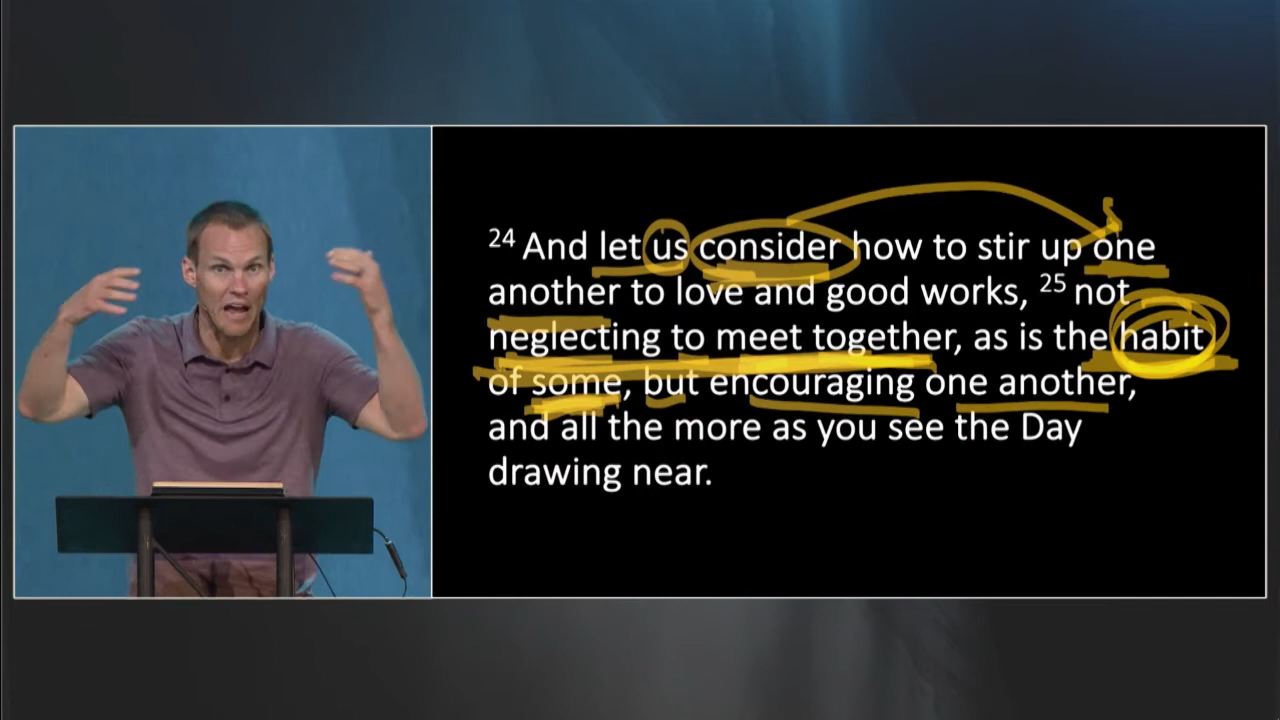 24 And let us consider how to stir up one
another to love and good works, 25 not
neglecting to meet together, as is the habit
of some, but encouraging one another,
and all the more as you see the Day
drawing near.